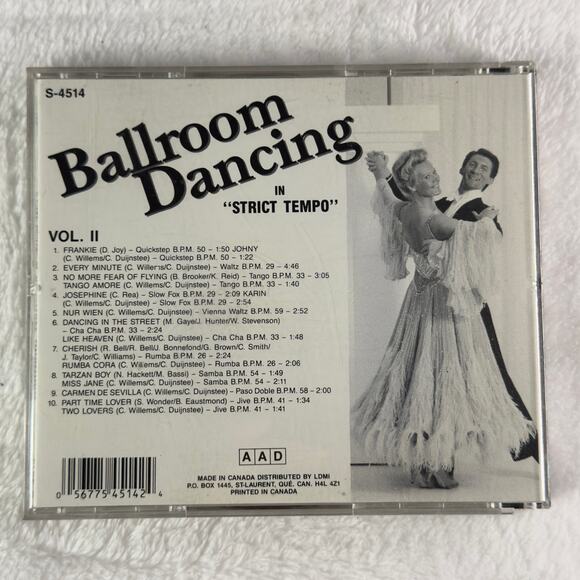 S-4514
Ballroom
Dancing
IN
"STRICT TEMPO"
VOL. II
1. FRANKIE (D. Joy) – Quickstep B.P.M. 50 – 1:50 JOHNY
(C. Willems/C. Duijnstee) – Quickstep B.P.M. 50 – 1:22
2. EVERY MINUTE (C. Willems/C. Duijnstee) – Waltz B.P.M. 29 – 4:46
3. NO MORE FEAR OF FLYING (B. Brooker/K. Reid) – Tango B.P.M. 33 – 3:05
TANGO AMORE (C. Willems/C. Duijnstee) – Tango B.P.M. 33 – 1:40
4. JOSEPHINE (C. Rea) – Slow Fox B.P.M. 29 – 2:09 KARIN
(C. Willems/C. Duijnstee) – Slow Fox B.P.M. 29 – 2:54
5. NUR WIEN (C. Willems/C. Duijnstee) – Vienna Waltz B.P.M. 59 – 2:52
6. DANCING IN THE STREET (M. Gaye/J. Hunter/W. Stevenson)
– Cha Cha B.P.M. 33 – 2:24
LIKE HEAVEN (C. Willems/C. Duijnstee) – Cha Cha B.P.M. 33 – 1:48
7. CHERISH (R. Bell/R. Bell/J. Bonnefond/G. Brown/C. Smith/
J. Taylor/C. Williams) – Rumba B.P.M. 26 – 2:24
RUMBA CORA (C. Willems/C. Duijnstee) – Rumba B.P.M. 26 – 2:06
8. TARZAN BOY (N. Hackett/M. Bassi) – Samba B.P.M. 54 – 1:49
MISS JANE (C. Willems/C. Duijnstee) – Samba B.P.M. 54 – 2:11
9. CARMEN DE SEVILLA (C. Willems/C. Duijnstee) – Paso Doble B.P.M. 58 – 2:00
10. PART TIME LOVER (S. Wonder/B. Eaustmond) – Jive B.P.M. 41 – 1:34
TWO LOVERS (C. Willems/C. Duijnstee) – Jive B.P.M. 41 – 1:41
AAD
MADE IN CANADA DISTRIBUTED BY LDMI
P.O. BOX 1445, ST-LAURENT, QUÉ. CAN. H4L 4Z1
PRINTED IN CANADA
0 56775 45142 4